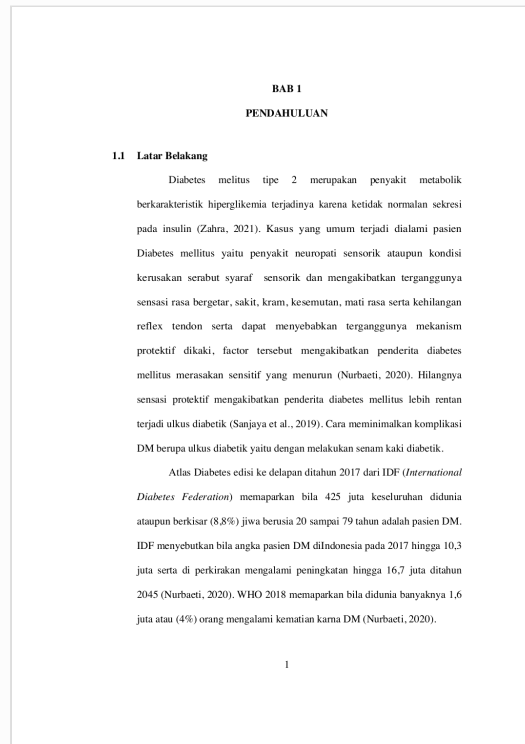 BAB 1
PENDAHULUAN
1.1 Latar Belakang
Diabetes melitus tipe 2 merupakan penyakit metabolik
berkarakteristik hiperglikemia terjadinya karena ketidak normalan sekresi
pada insulin (Zahra, 2021). Kasus yang umum terjadi dialami pasien
Diabetes mellitus yaitu penyakit neuropati sensorik ataupun kondisi
kerusakan serabut syaraf sensorik dan mengakibatkan terganggunya
sensasi rasa bergetar, sakit, kram, kesemutan, mati rasa serta kehilangan
reflex tendon serta dapat menyebabkan terganggunya mekanism
protektif dikaki, factor tersebut mengakibatkan penderita diabetes
mellitus merasakan sensitif yang menurun (Nurbaeti, 2020). Hilangnya
sensasi protektif mengakibatkan penderita diabetes mellitus lebih rentan
terjadi ulkus diabetik (Sanjaya et al., 2019). Cara meminimalkan komplikasi
DM berupa ulkus diabetik yaitu dengan melakukan senam kaki diabetik.
Atlas Diabetes edisi ke delapan ditahun 2017 dari IDF (International
Diabetes Federation) memaparkan bila 425 juta keseluruhan didunia
ataupun berkisar (8,8%) jiwa berusia 20 sampai 79 tahun adalah pasien DM.
IDF menyebutkan bila angka pasien DM diIndonesia pada 2017 hingga 10,3
juta serta di perkirakan mengalami peningkatan hingga 16,7 juta ditahun
2045 (Nurbaeti, 2020). WHO 2018 memaparkan bila didunia banyaknya 1,6
juta atau (4%) orang mengalami kematian karna DM (Nurbaeti, 2020).
1